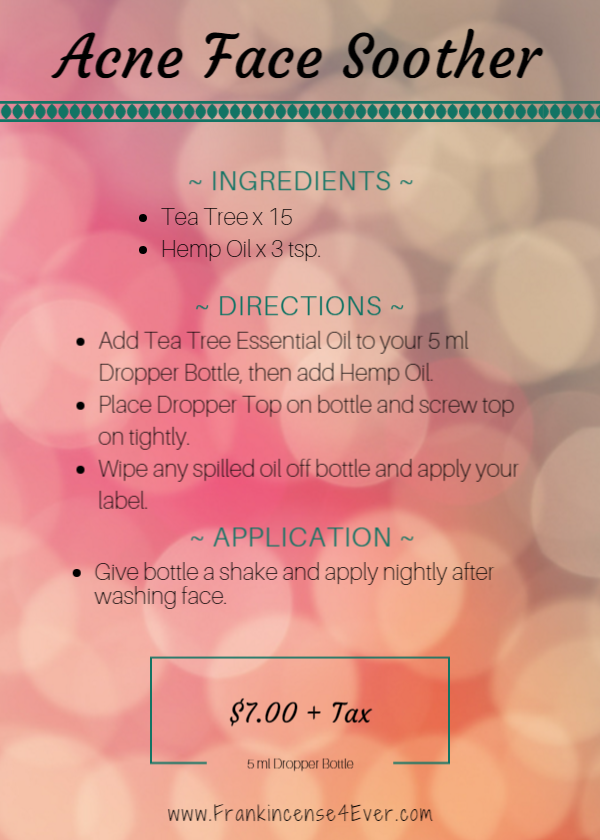 Acne Face Soother
~ INGREDIENTS ~
• Tea Tree x 15
• Hemp Oil x 3 tsp.
~ DIRECTIONS ~
• Add Tea Tree Essential Oil to your 5 ml
Dropper Bottle, then add Hemp Oil.
• Place Dropper Top on bottle and screw top
on tightly.
• Wipe any spilled oil off bottle and apply your
label.
~ APPLICATION ~
• Give bottle a shake and apply nightly after
washing face.
$7.00 + Tax
5 ml Dropper Bottle
www.Frankincense4Ever.com